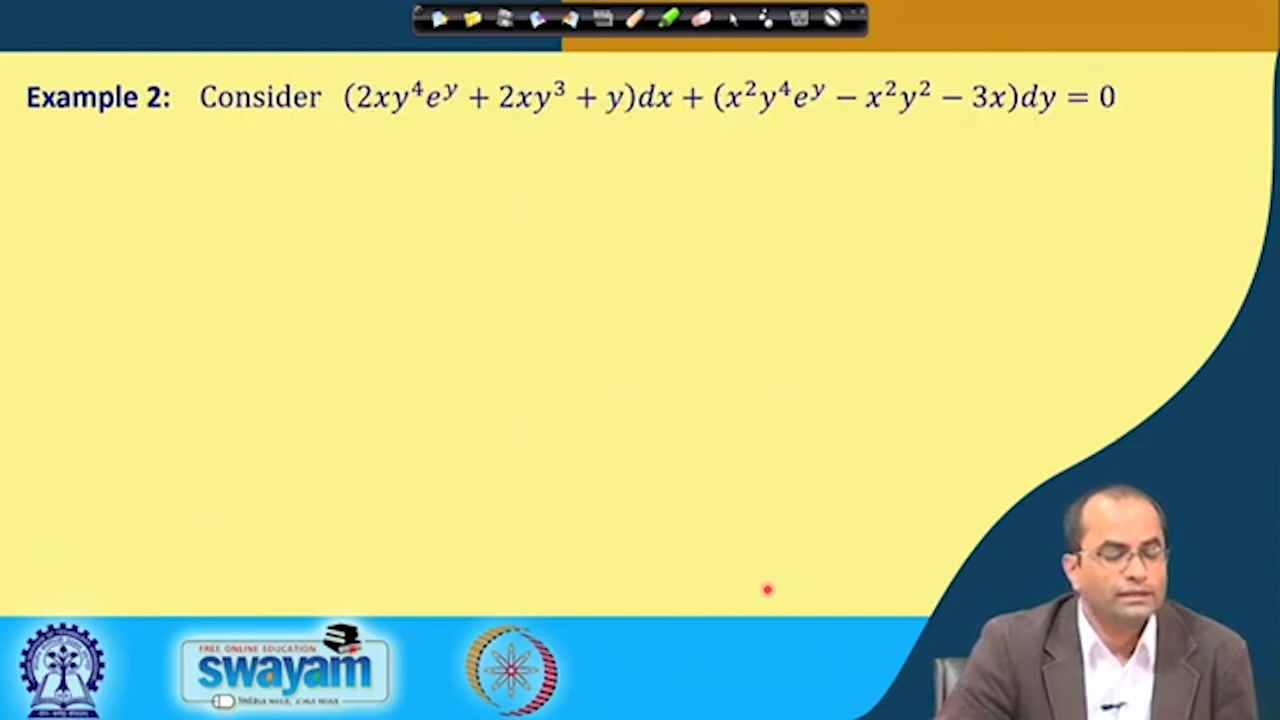 Example 2: Consider (2xy⁴eʸ + 2xy³ + y)dx + (x²y⁴eʸ − x²y² − 3x)dy = 0
FREE ONLINE EDUCATION
swayam